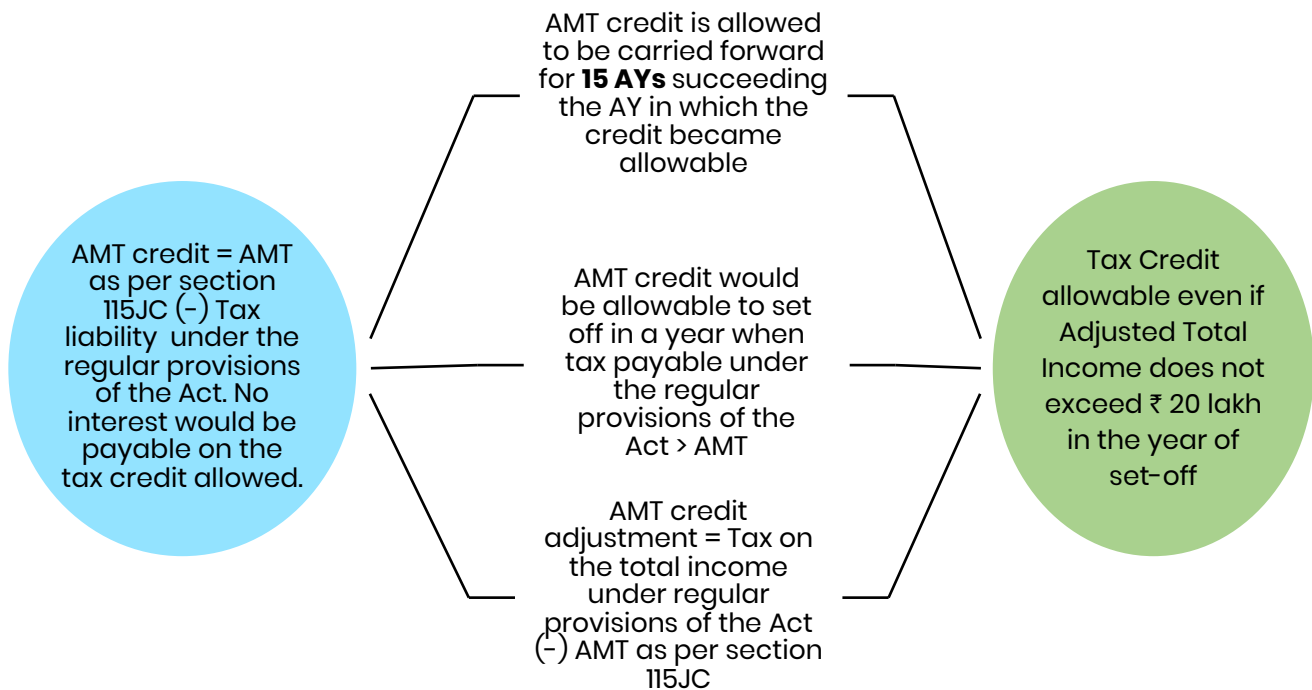 AMT credit = AMT
as per section
115JC (-) Tax
liability under the
regular provisions
of the Act. No
interest would be
payable on the
tax credit allowed.
AMT credit is allowed
to be carried forward
for 15 AYs succeeding
the AY in which the
credit became
allowable
AMT credit would
be allowable to set
off in a year when
tax payable under
the regular
provisions of the
Act > AMT
AMT credit
adjustment = Tax on
the total income
under regular
provisions of the Act
(-) AMT as per section
115JC
Tax Credit
allowable even if
Adjusted Total
Income does not
exceed ₹ 20 lakh
in the year of
set-off